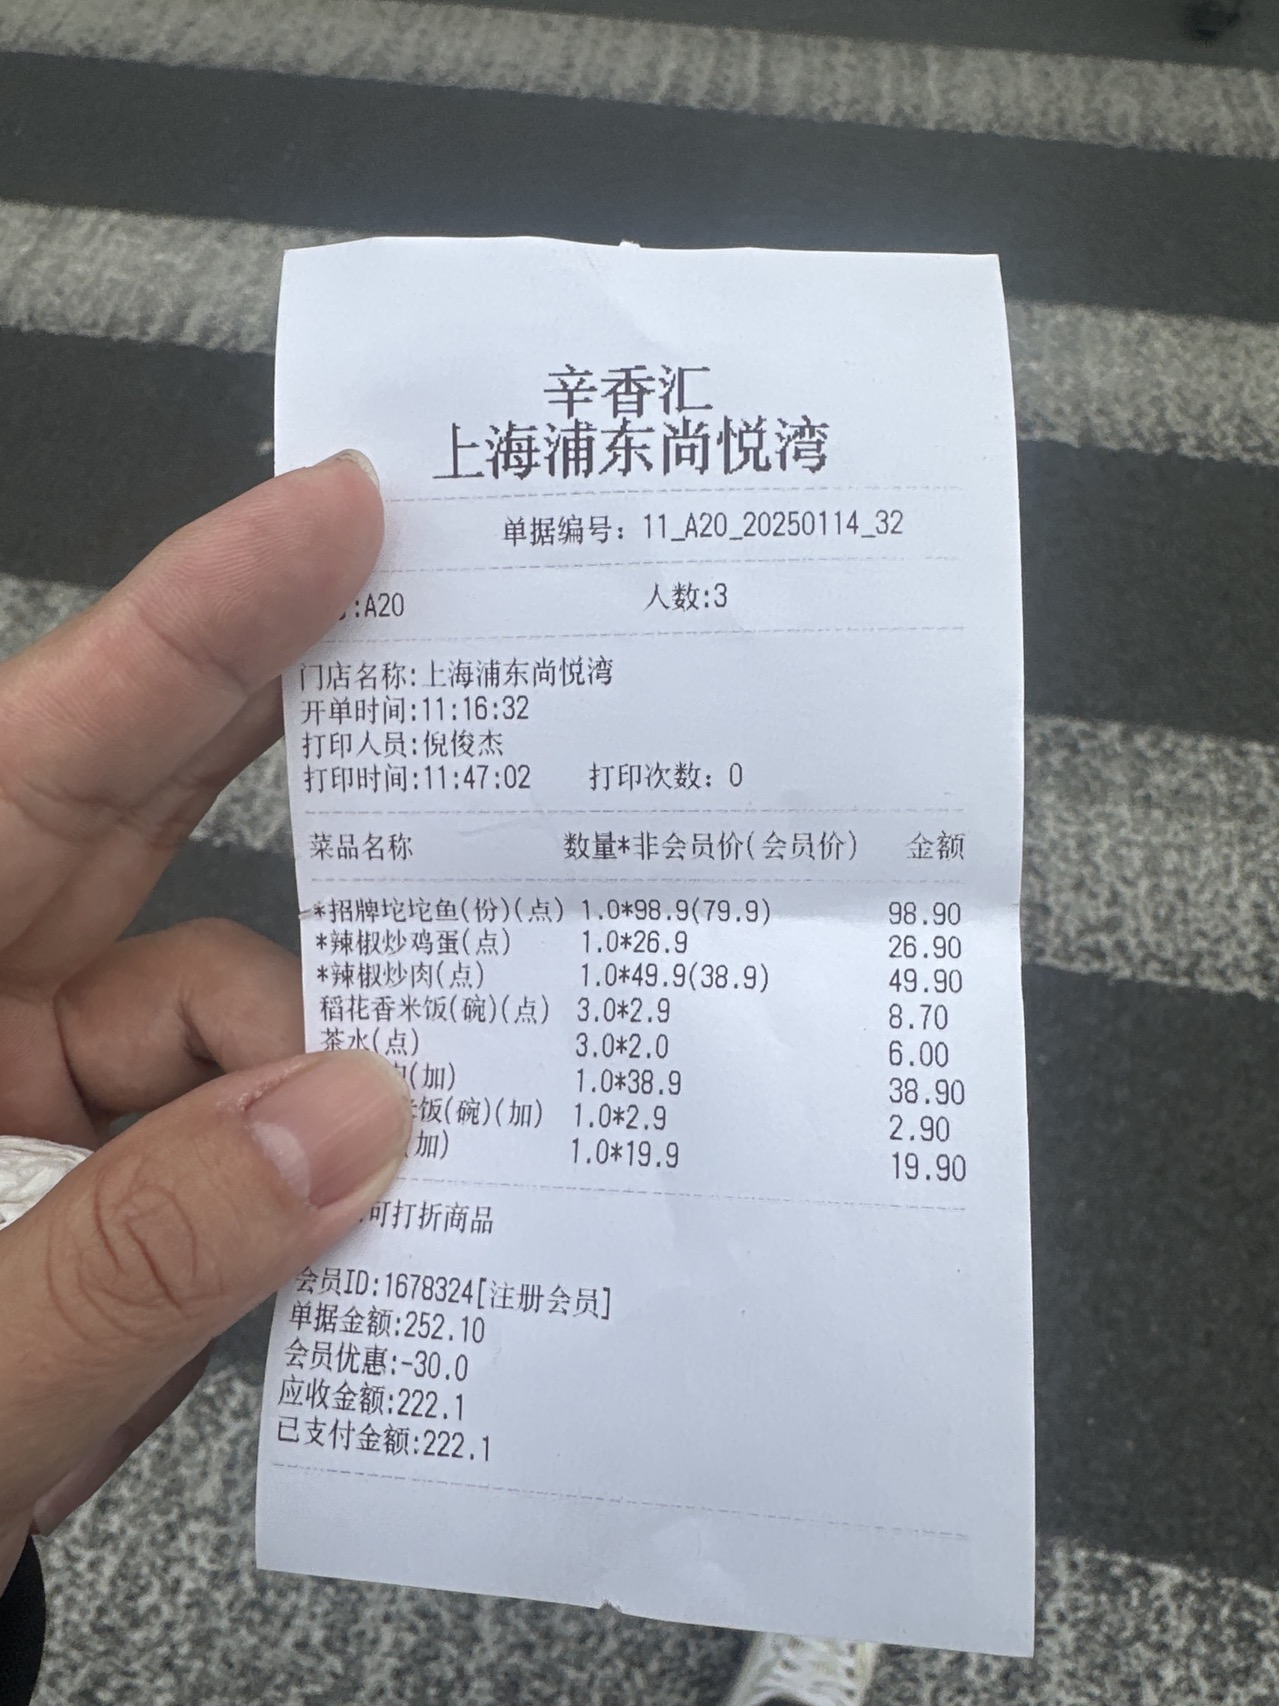 辛香汇
上海浦东尚悦湾
单据编号：11_A20_20250114_32
:A20 人数:3
门店名称:上海浦东尚悦湾
开单时间:11:16:32
打印人员:倪俊杰
打印时间:11:47:02 打印次数：0
菜品名称 数量*非会员价(会员价) 金额
*招牌坨坨鱼(份)(点) 1.0*98.9(79.9) 98.90
*辣椒炒鸡蛋(点) 1.0*26.9 26.90
*辣椒炒肉(点) 1.0*49.9(38.9) 49.90
稻花香米饭(碗)(点) 3.0*2.9 8.70
茶水(点) 3.0*2.0 6.00
(加) 1.0*38.9 38.90
饭(碗)(加) 1.0*2.9 2.90
(加) 1.0*19.9 19.90
可打折商品
会员ID:1678324[注册会员]
单据金额:252.10
会员优惠:-30.0
应收金额:222.1
已支付金额:222.1